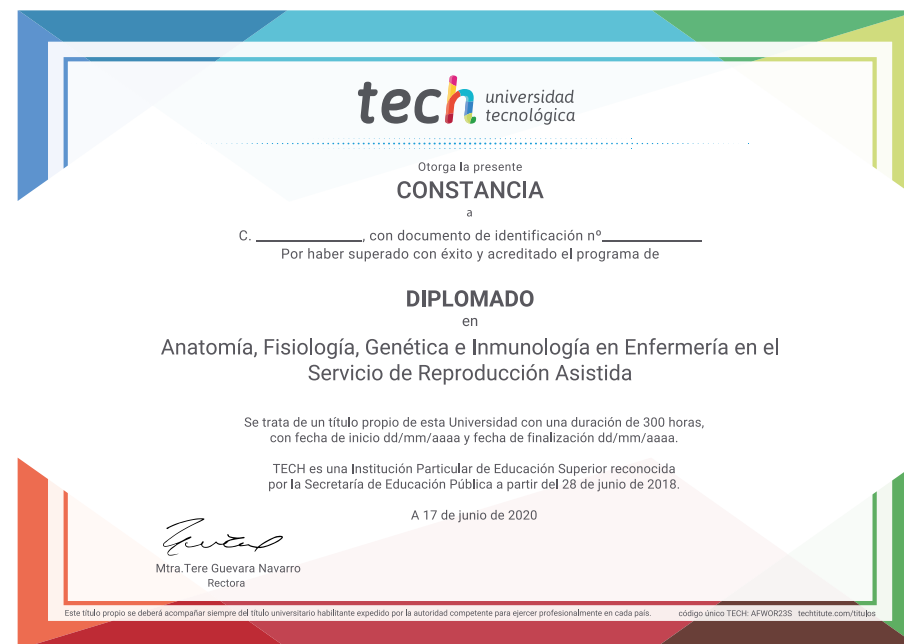 tech universidad
tecnológica
Otorga la presente
CONSTANCIA
a
C. ____________, con documento de identificación nº____________
Por haber superado con éxito y acreditado el programa de
DIPLOMADO
en
Anatomía, Fisiología, Genética e Inmunología en Enfermería en el
Servicio de Reproducción Asistida
Se trata de un título propio de esta Universidad con una duración de 300 horas,
con fecha de inicio dd/mm/aaaa y fecha de finalización dd/mm/aaaa.
TECH es una Institución Particular de Educación Superior reconocida
por la Secretaría de Educación Pública a partir del 28 de junio de 2018.
A 17 de junio de 2020
Mtra.Tere Guevara Navarro
Rectora
Este título propio se deberá acompañar siempre del título universitario habilitante expedido por la autoridad competente para ejercer profesionalmente en cada país. código único TECH: AFWOR23S techtitute.com/titulos